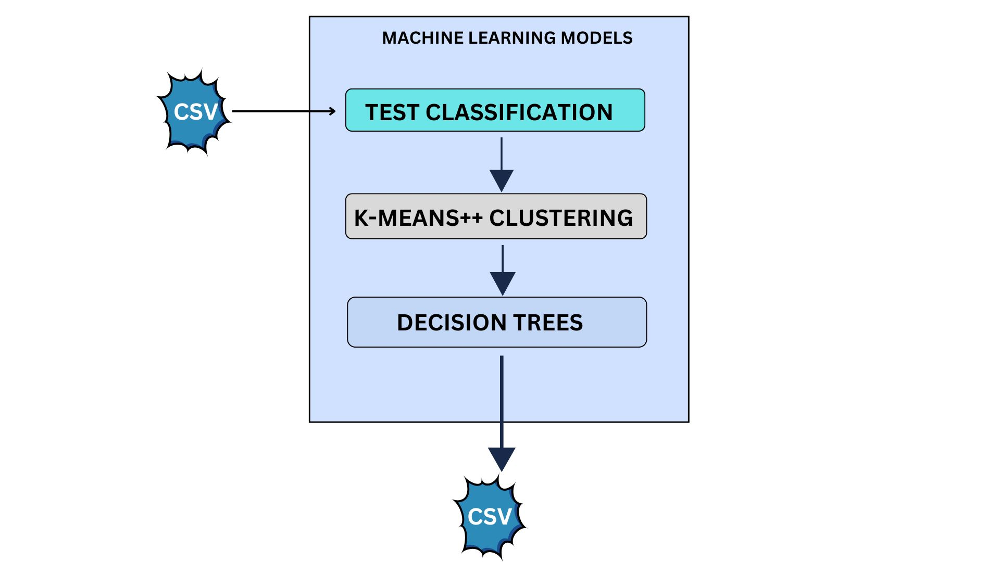 MACHINE LEARNING MODELS
CSV
TEST CLASSIFICATION
K-MEANS++ CLUSTERING
DECISION TREES
CSV